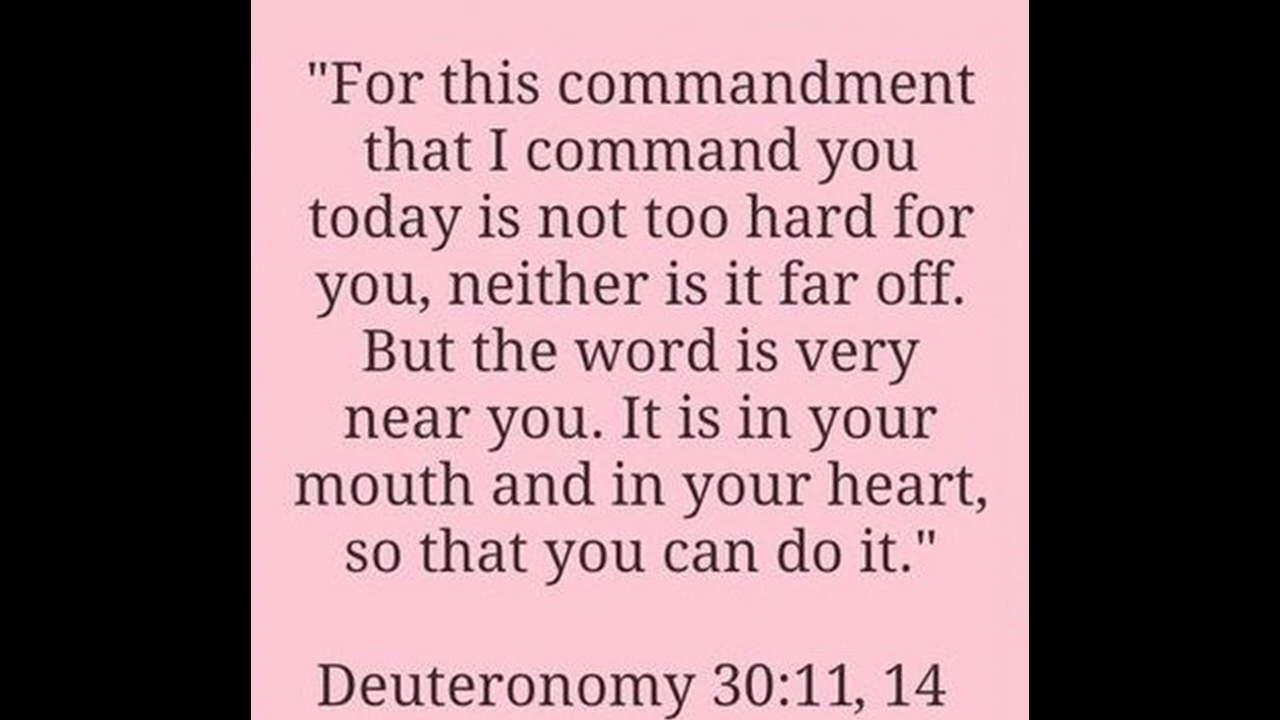 "For this commandment
that I command you
today is not too hard for
you, neither is it far off.
But the word is very
near you. It is in your
mouth and in your heart,
so that you can do it."
Deuteronomy 30:11, 14